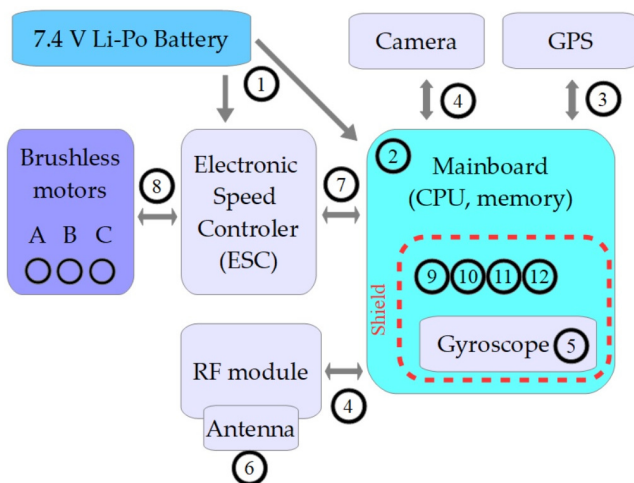 7.4 V Li-Po Battery
Camera
GPS
1
4
3
Brushless
motors
A B C
8
Electronic
Speed
Controler
(ESC)
7
2
Mainboard
(CPU, memory)
Shield
9 10 11 12
Gyroscope 5
RF module
Antenna
4
6